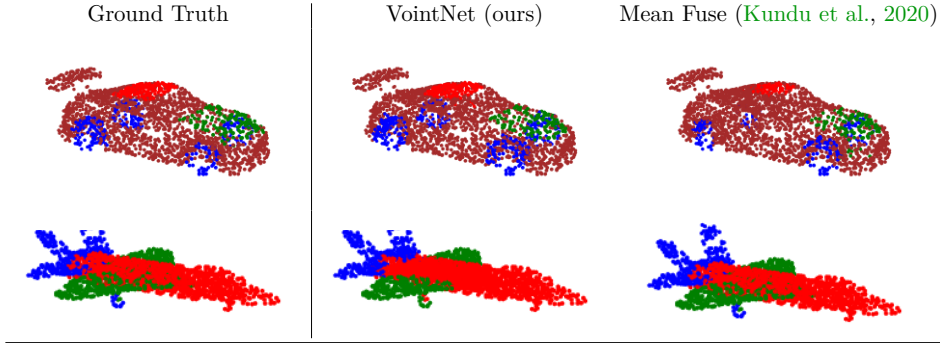 Ground Truth
VointNet (ours)
Mean Fuse (Kundu et al., 2020)